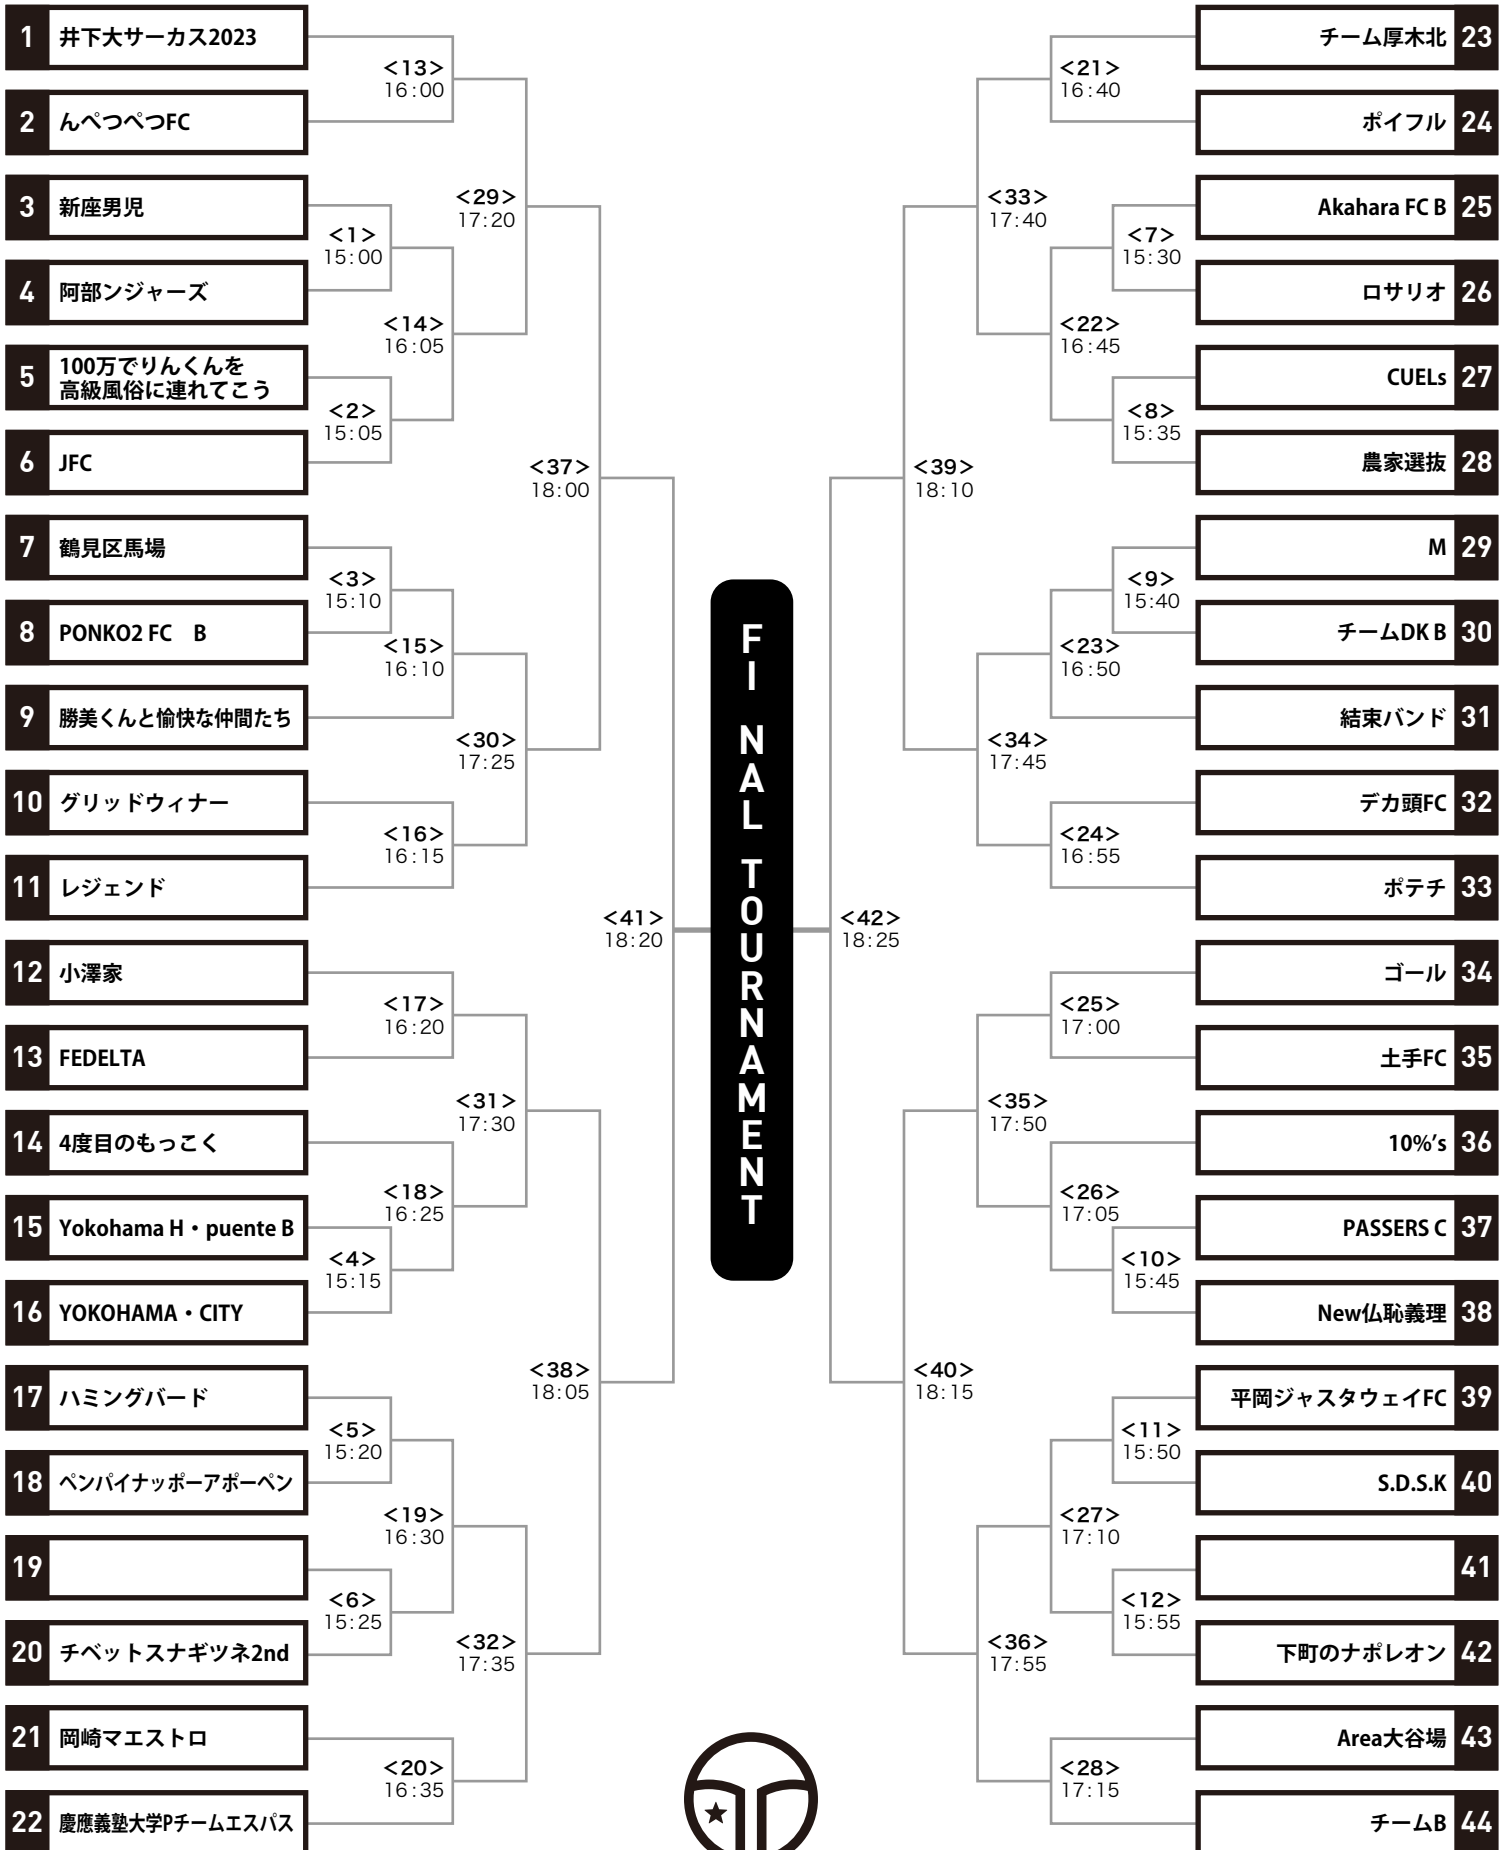 1 井下大サーカス2023
2 んぺつぺつFC
3 新座男児
4 阿部ンジャーズ
5 100万でりんくんを
高級風俗に連れてこう
6 JFC
7 鶴見区馬場
8 PONKO2 FC　B
9 勝美くんと愉快な仲間たち
10 グリッドウィナー
11 レジェンド
12 小澤家
13 FEDELTA
14 4度目のもっこく
15 Yokohama H・puente B
16 YOKOHAMA・CITY
17 ハミングバード
18 ペンパイナッポーアポーペン
19
20 チベットスナギツネ2nd
21 岡崎マエストロ
22 慶應義塾大学Pチームエスパス
<1>
15:00
<2>
15:05
<3>
15:10
<4>
15:15
<5>
15:20
<6>
15:25
<13>
16:00
<14>
16:05
<15>
16:10
<16>
16:15
<17>
16:20
<18>
16:25
<19>
16:30
<20>
16:35
<29>
17:20
<30>
17:25
<31>
17:30
<32>
17:35
<37>
18:00
<38>
18:05
<41>
18:20
FINAL TOURNAMENT
<42>
18:25
<39>
18:10
<40>
18:15
<33>
17:40
<34>
17:45
<35>
17:50
<36>
17:55
<21>
16:40
<22>
16:45
<23>
16:50
<24>
16:55
<25>
17:00
<26>
17:05
<27>
17:10
<28>
17:15
<7>
15:30
<8>
15:35
<9>
15:40
<10>
15:45
<11>
15:50
<12>
15:55
チーム厚木北 23
ポイフル 24
Akahara FC B 25
ロサリオ 26
CUELs 27
農家選抜 28
M 29
チームDK B 30
結束バンド 31
デカ頭FC 32
ポテチ 33
ゴール 34
土手FC 35
10%’s 36
PASSERS C 37
New仏恥義理 38
平岡ジャスタウェイFC 39
S.D.S.K 40
41
下町のナポレオン 42
Area大谷場 43
チームB 44